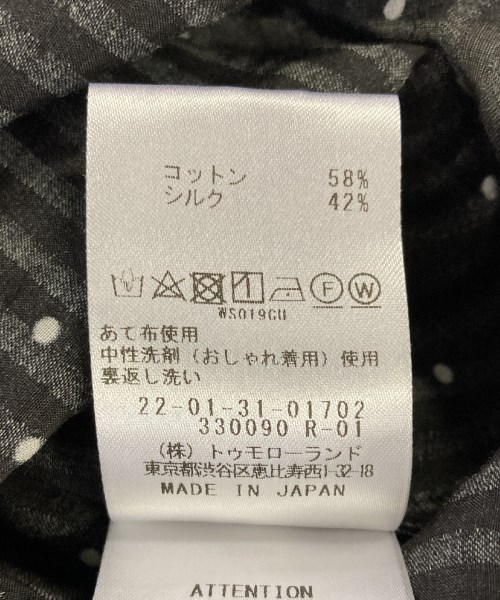 コットン 58%
シルク 42%
F W
WS019GU
あて布使用
中性洗剤（おしゃれ着用）使用
裏返し洗い
22-01-31-01702
330090 R-01
（株）トゥモローランド
東京都渋谷区恵比寿西1-32-18
MADE IN JAPAN
ATTENTION